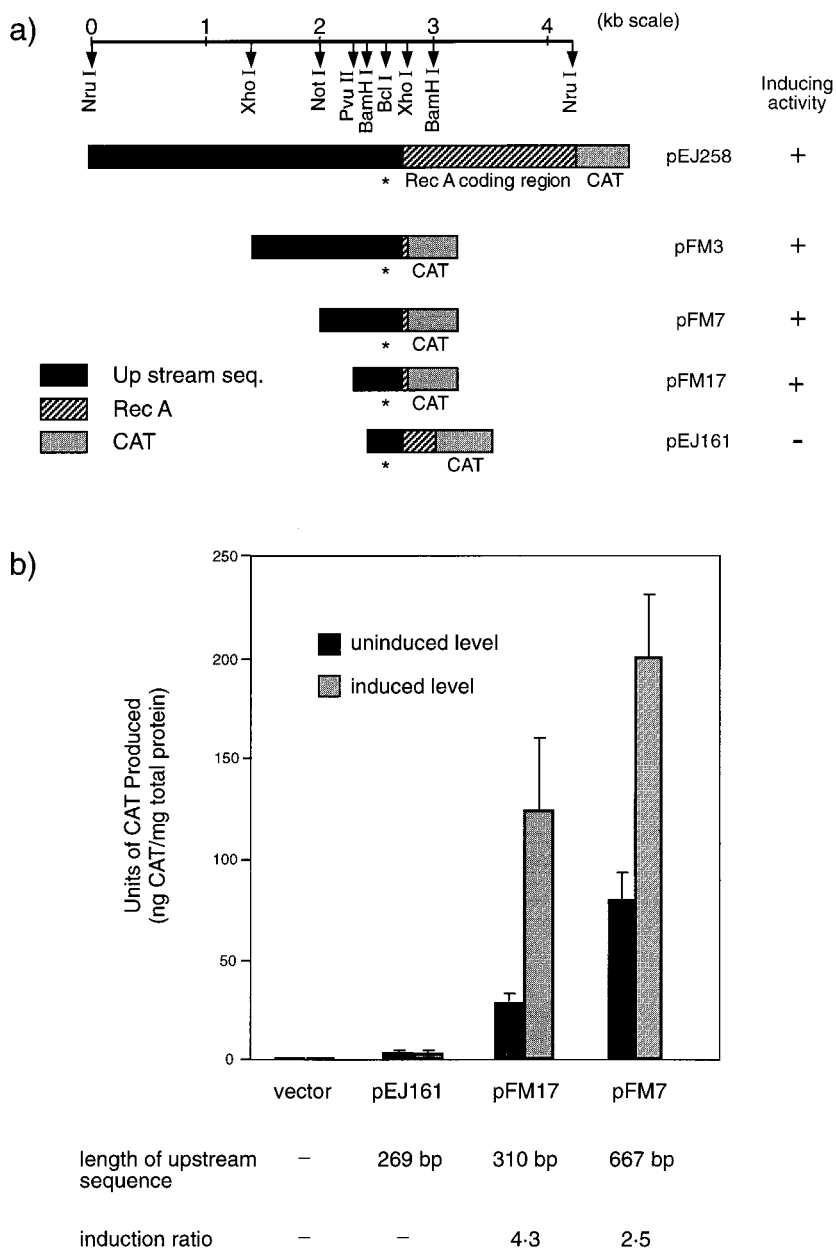 a)
0 1 2 3 4 (kb scale)
Nru I Xho I Not I Pvu II BamH I Bcl I Xho I BamH I Nru I
Inducing activity
pEJ258 +
* Rec A coding region CAT
pFM3 +
* CAT
pFM7 +
* CAT
Up stream seq.
pFM17 +
* CAT
Rec A
CAT
pEJ161 -
* CAT
b)
Units of CAT Produced
(ng CAT/mg total protein)
250
200
150
100
50
0
uninduced level
induced level
vector pEJ161 pFM17 pFM7
length of upstream sequence – 269 bp 310 bp 667 bp
induction ratio – – 4·3 2·5